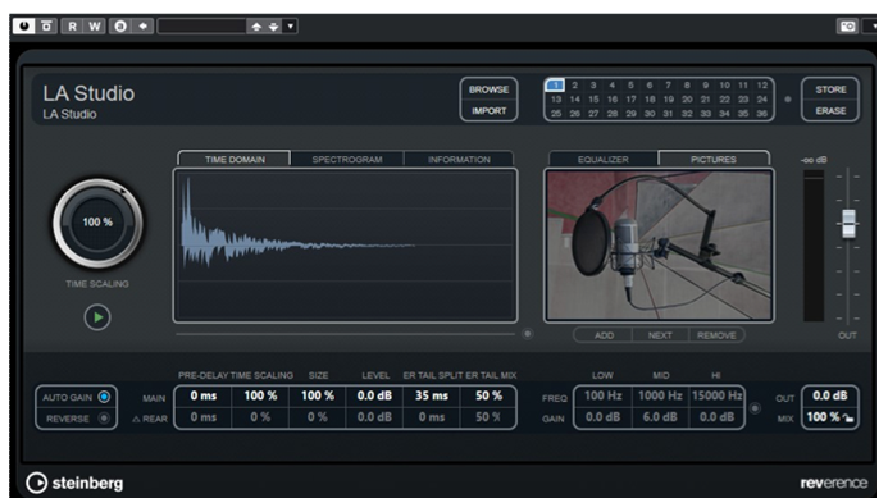 R W
LA Studio
LA Studio
BROWSE
IMPORT
1 2 3 4 5 6 7 8 9 10 11 12
13 14 15 16 17 18 19 20 21 22 23 24
25 26 27 28 29 30 31 32 33 34 35 36
STORE
ERASE
TIME DOMAIN SPECTROGRAM INFORMATION
EQUALIZER PICTURES
-oo dB
100 %
TIME SCALING
ADD NEXT REMOVE
OUT
PRE-DELAY TIME SCALING SIZE LEVEL ER TAIL SPLIT ER TAIL MIX
LOW MID HI
AUTO GAIN MAIN 0 ms 100 % 100 % 0.0 dB 35 ms 50 %
FREQ 100 Hz 1000 Hz 15000 Hz OUT 0.0 dB
REVERSE △ REAR 0 ms 0 % 0 % 0.0 dB 0 ms 50 %
GAIN 0.0 dB 6.0 dB 0.0 dB MIX 100 %
steinberg
reverence